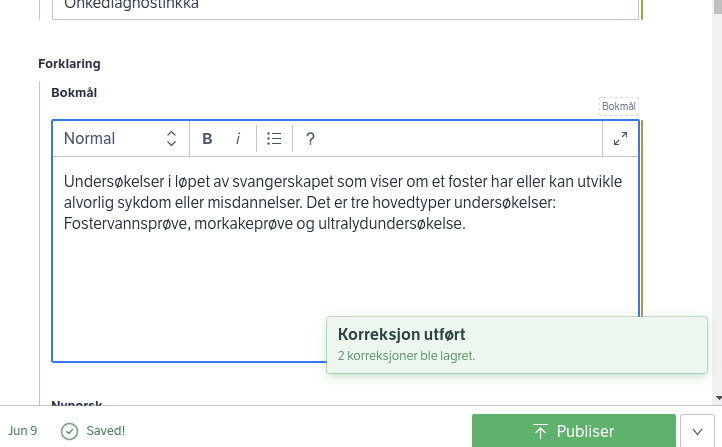 Forklaring
Bokmål
Bokmål
Normal B i ?
Undersøkelser i løpet av svangerskapet som viser om et foster har eller kan utvikle
alvorlig sykdom eller misdannelser. Det er tre hovedtyper undersøkelser:
Fostervannsprøve, morkakeprøve og ultralydundersøkelse.
Korreksjon utført
2 korreksjoner ble lagret.
Nynorsk
Jun 9 Saved! Publiser